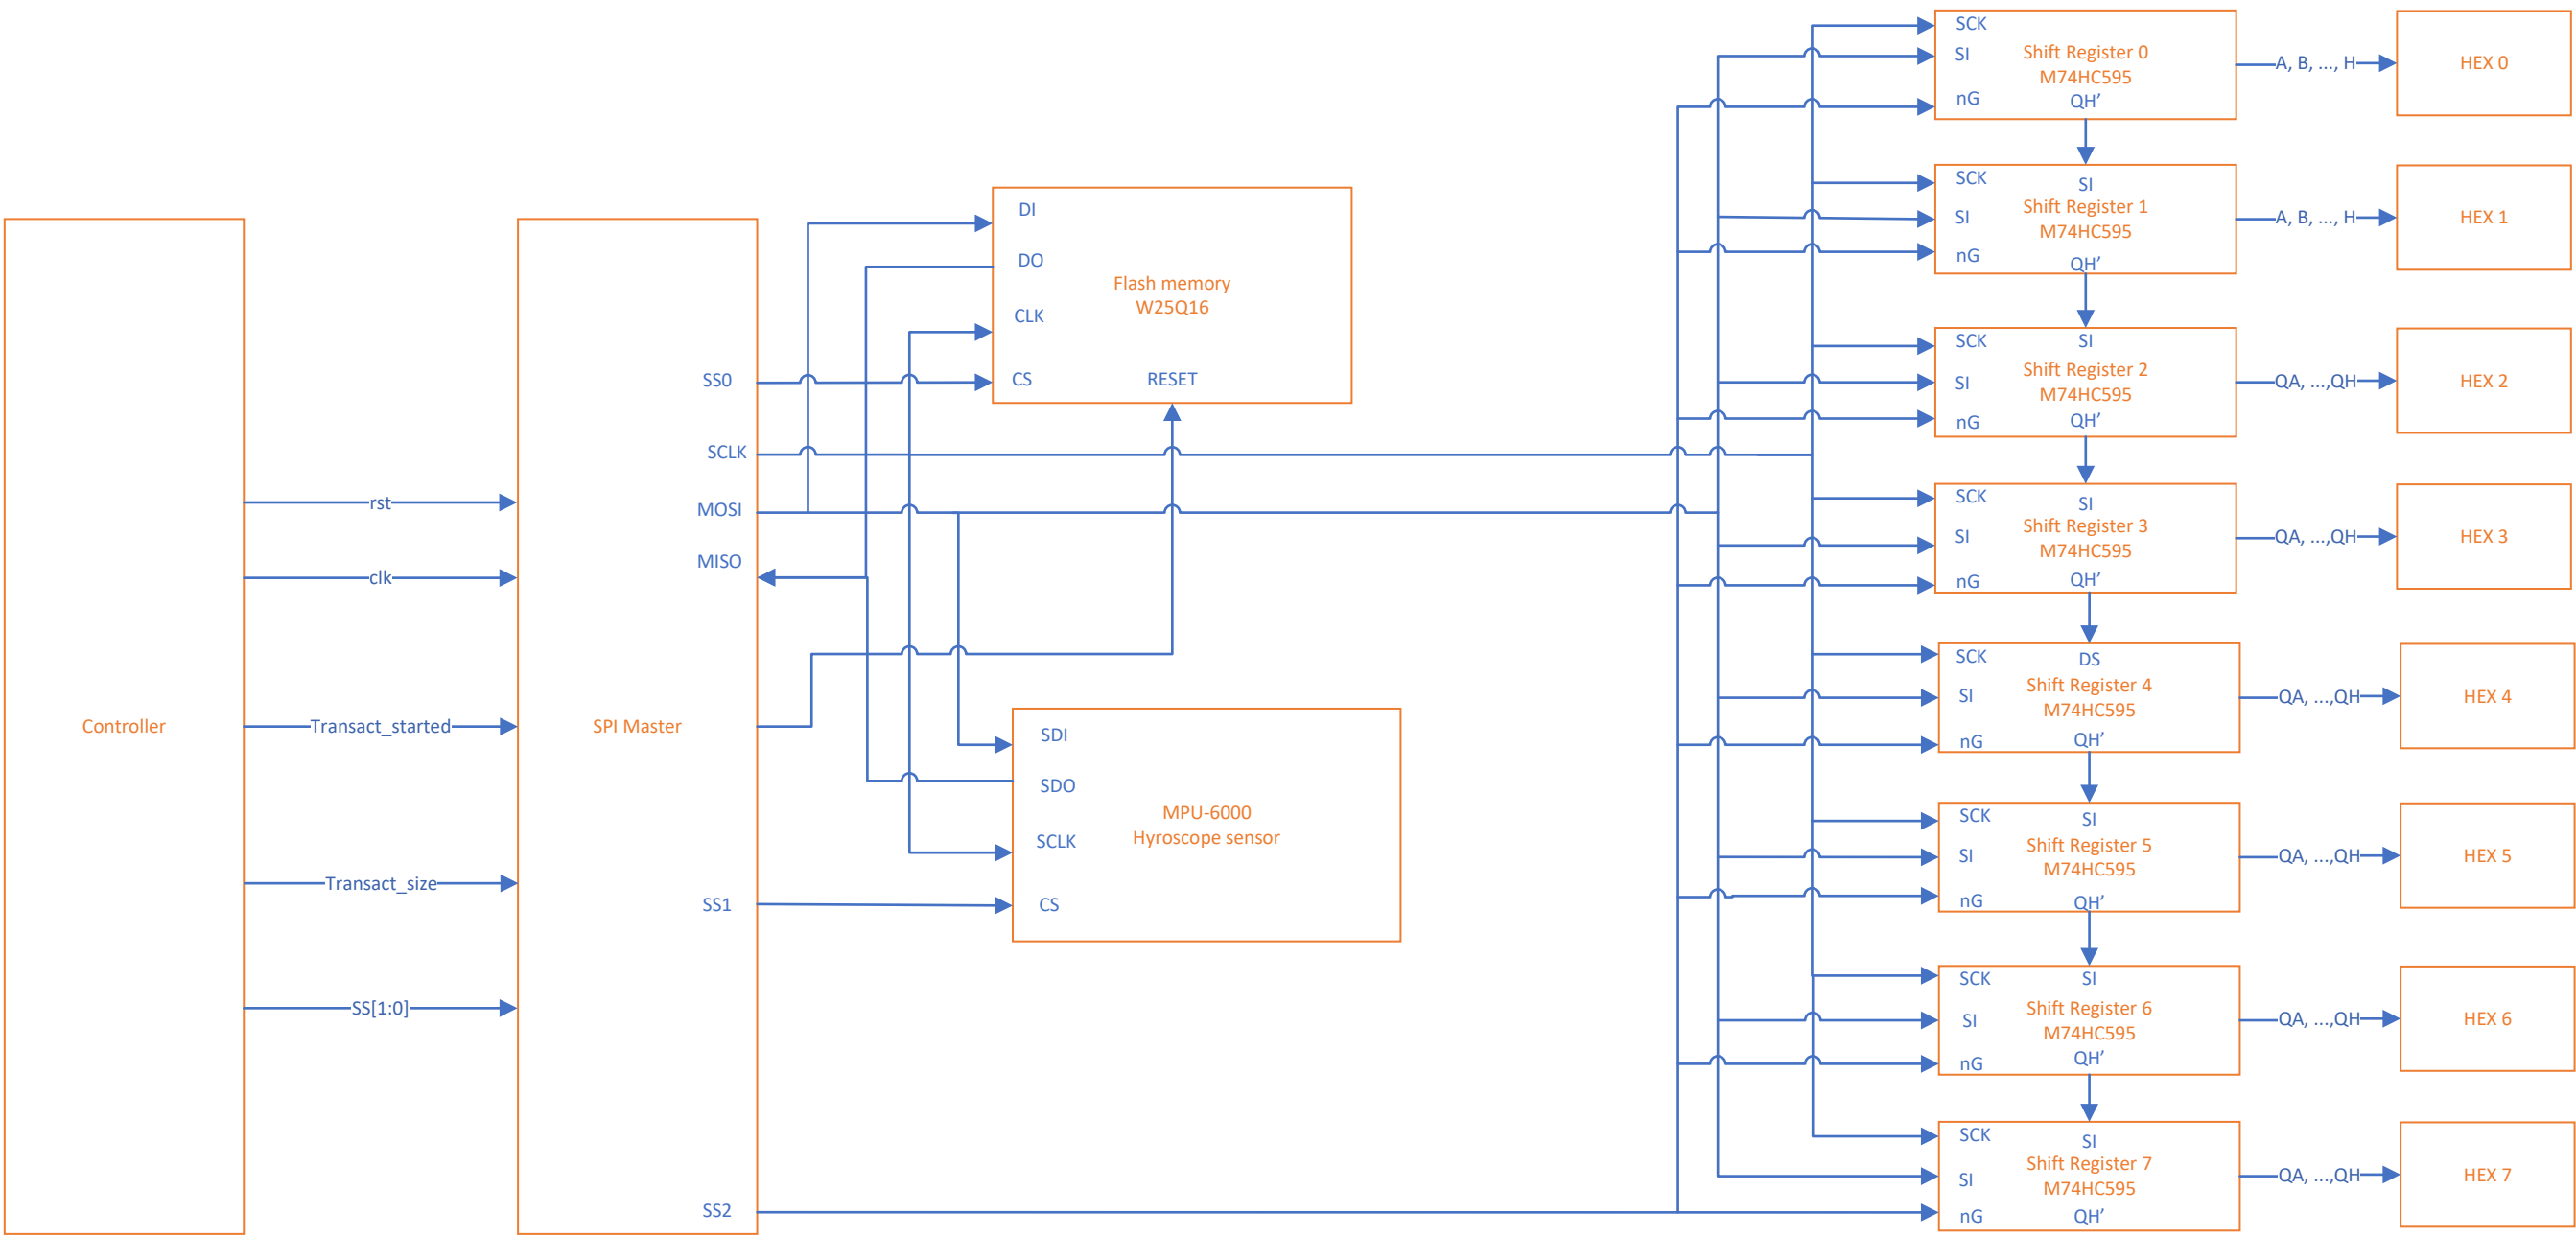 Controller
rst
clk
Transact_started
Transact_size
SS[1:0]
SPI Master
SS0
SCLK
MOSI
MISO
SS1
SS2
DI
DO
CLK
CS
RESET
Flash memory
W25Q16
SDI
SDO
SCLK
CS
MPU-6000
Hyroscope sensor
SCK
SI
nG
Shift Register 0
M74HC595
QH'
A, B, ..., H
HEX 0
SCK
SI
SI
nG
Shift Register 1
M74HC595
QH'
A, B, ..., H
HEX 1
SCK
SI
SI
nG
Shift Register 2
M74HC595
QH'
QA, ...,QH
HEX 2
SCK
SI
SI
nG
Shift Register 3
M74HC595
QH'
QA, ...,QH
HEX 3
SCK
DS
SI
nG
Shift Register 4
M74HC595
QH'
QA, ...,QH
HEX 4
SCK
SI
SI
nG
Shift Register 5
M74HC595
QH'
QA, ...,QH
HEX 5
SCK
SI
SI
nG
Shift Register 6
M74HC595
QH'
QA, ...,QH
HEX 6
SCK
SI
SI
nG
Shift Register 7
M74HC595
QH'
QA, ...,QH
HEX 7